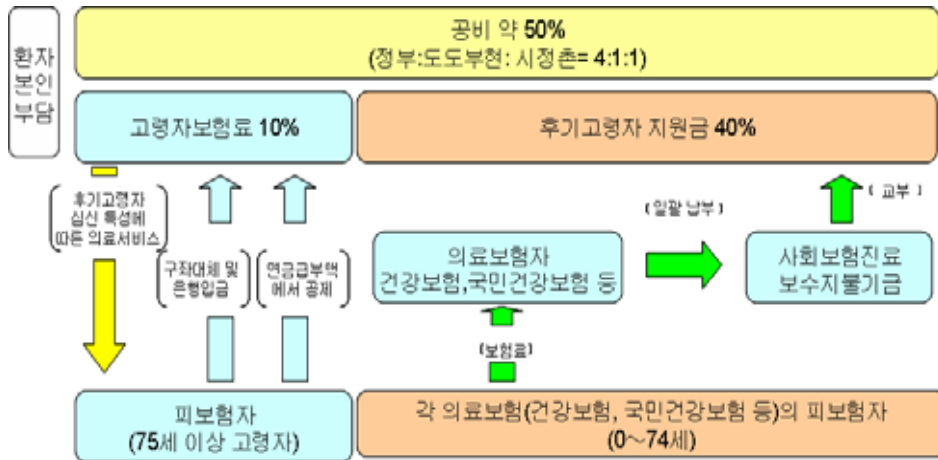 환자
본인
부담
공비 약 50%
(정부:도도부현: 시정촌= 4:1:1)
고령자보험료 10%
후기고령자 지원금 40%
후기고령자
심신 특성에
따른 의료서비스
구좌대체 및
은행입금
연금급부액
에서 공제
의료보험자
건강보험,국민건강보험 등
(일괄 납부)
(교부)
사회보험진료
보수지불기금
(보험료)
피보험자
(75세 이상 고령자)
각 의료보험(건강보험, 국민건강보험 등)의 피보험자
(0~74세)